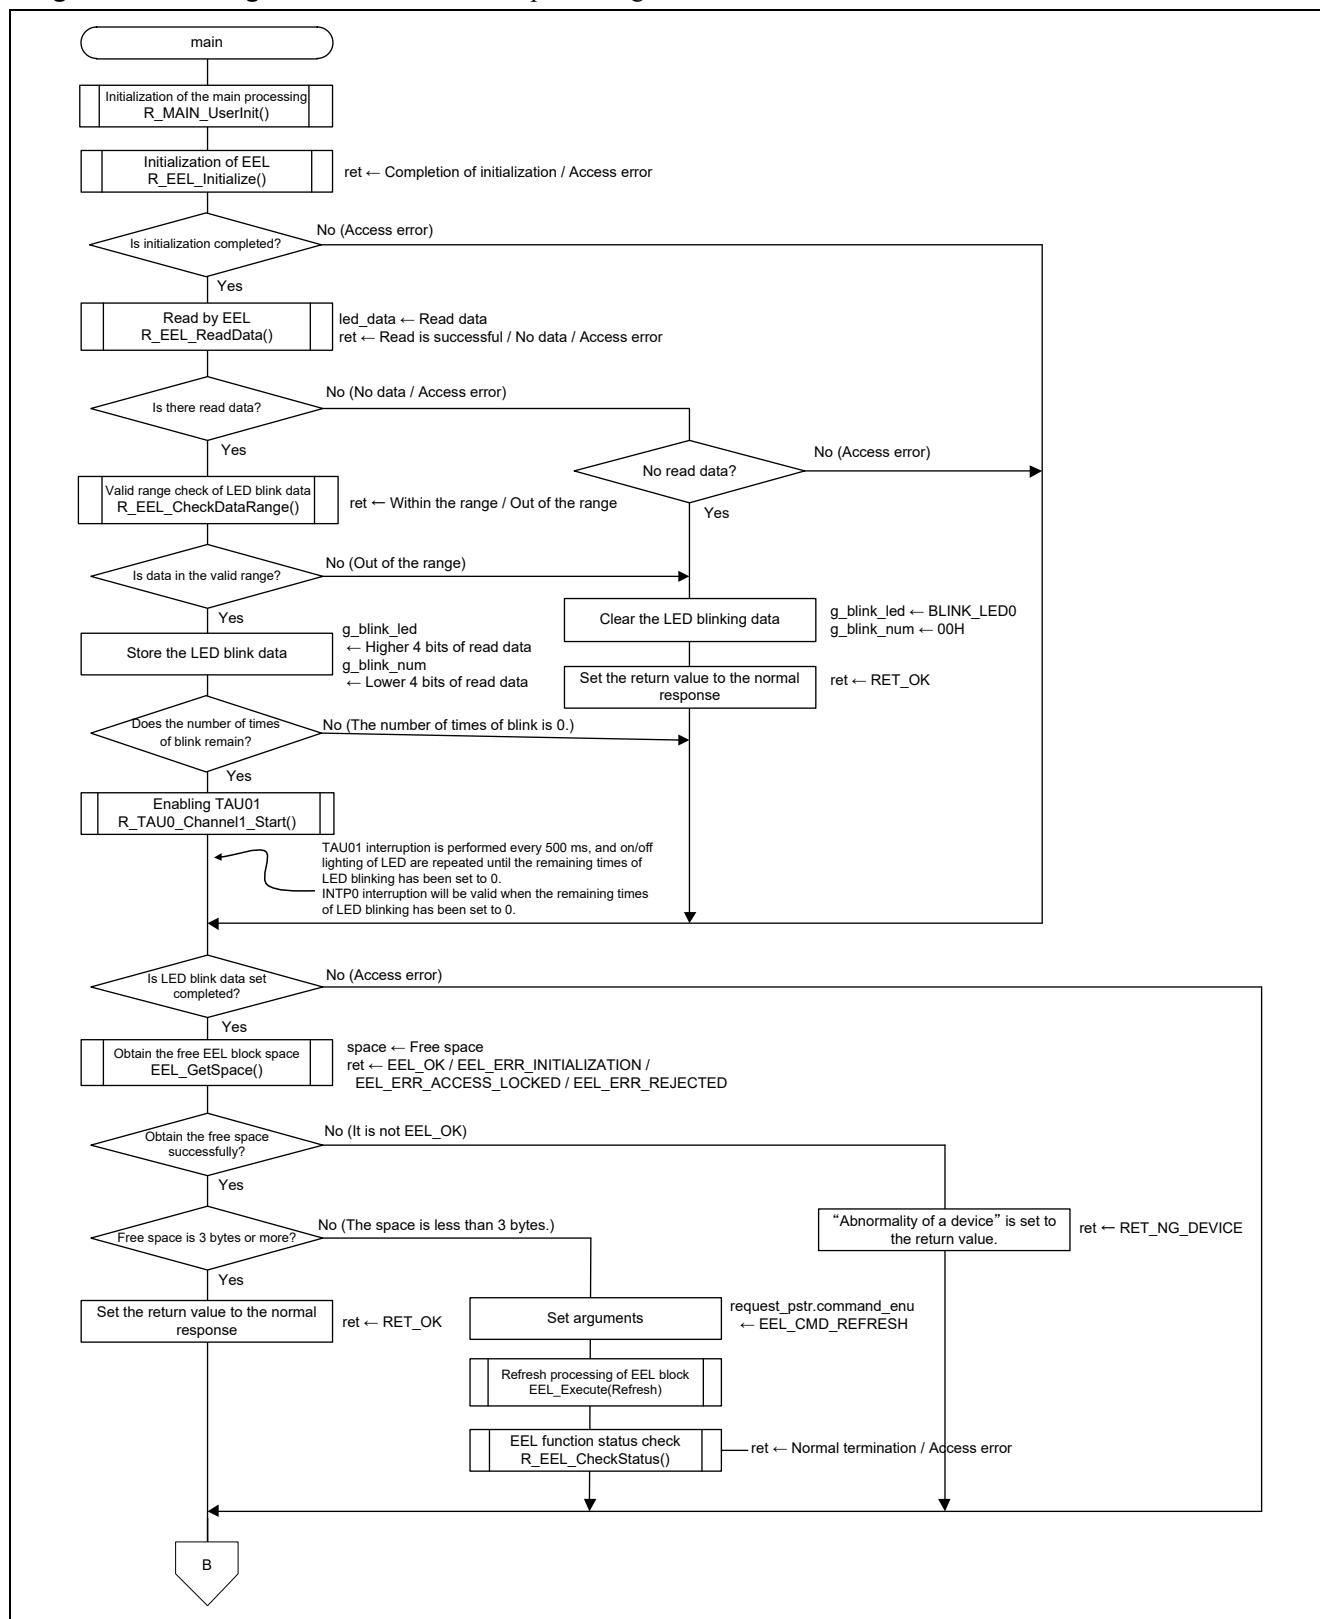 main
Initialization of the main processing
R_MAIN_UserInit()
Initialization of EEL
R_EEL_Initialize()
ret ← Completion of initialization / Access error
No (Access error)
Is initialization completed?
Yes
Read by EEL
R_EEL_ReadData()
led_data ← Read data
ret ← Read is successful / No data / Access error
No (No data / Access error)
Is there read data?
Yes
No (Access error)
No read data?
Yes
Valid range check of LED blink data
R_EEL_CheckDataRange()
ret ← Within the range / Out of the range
No (Out of the range)
Is data in the valid range?
Yes
Clear the LED blinking data
g_blink_led ← BLINK_LED0
g_blink_num ← 00H
Store the LED blink data
g_blink_led
← Higher 4 bits of read data
g_blink_num
← Lower 4 bits of read data
Set the return value to the normal
response
ret ← RET_OK
Does the number of times
of blink remain?
No (The number of times of blink is 0.)
Yes
Enabling TAU01
R_TAU0_Channel1_Start()
TAU01 interruption is performed every 500 ms, and on/off
lighting of LED are repeated until the remaining times of
LED blinking has been set to 0.
INTP0 interruption will be valid when the remaining times
of LED blinking has been set to 0.
No (Access error)
Is LED blink data set
completed?
Yes
Obtain the free EEL block space
EEL_GetSpace()
space ← Free space
ret ← EEL_OK / EEL_ERR_INITIALIZATION /
EEL_ERR_ACCESS_LOCKED / EEL_ERR_REJECTED
No (It is not EEL_OK)
Obtain the free space
successfully?
Yes
No (The space is less than 3 bytes.)
Free space is 3 bytes or more?
Yes
“Abnormality of a device” is set to
the return value.
ret ← RET_NG_DEVICE
Set the return value to the normal
response
ret ← RET_OK
Set arguments
request_pstr.command_enu
← EEL_CMD_REFRESH
Refresh processing of EEL block
EEL_Execute(Refresh)
EEL function status check
R_EEL_CheckStatus()
ret ← Normal termination / Access error
B